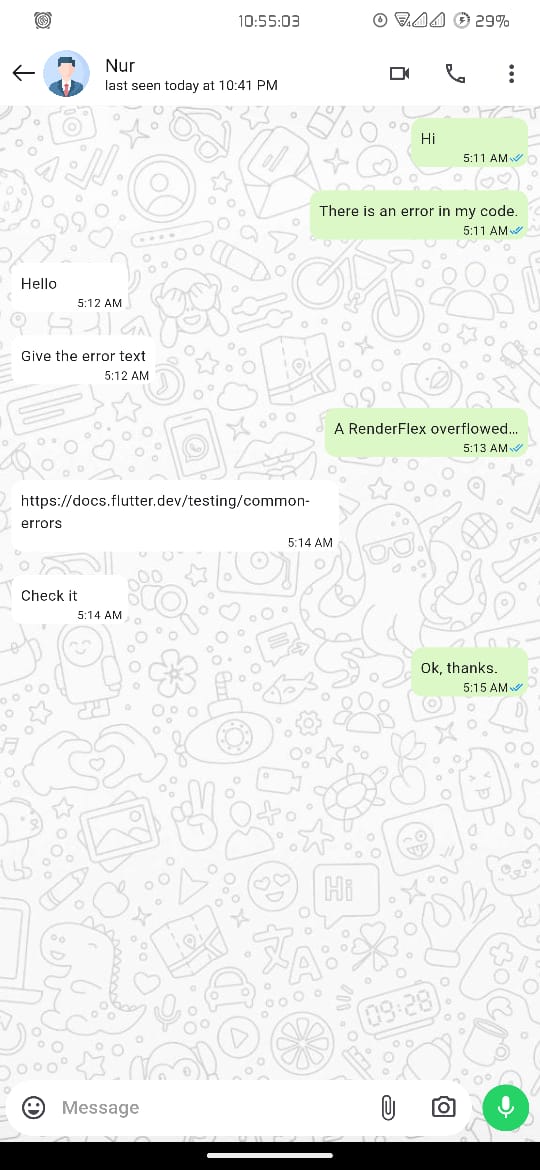 10:55:03
29%
Nur
last seen today at 10:41 PM
Hi
5:11 AM
There is an error in my code.
5:11 AM
Hello
5:12 AM
Give the error text
5:12 AM
A RenderFlex overflowed...
5:13 AM
https://docs.flutter.dev/testing/common-
errors
5:14 AM
Check it
5:14 AM
Ok, thanks.
5:15 AM
Hi
文A
09:28
Message